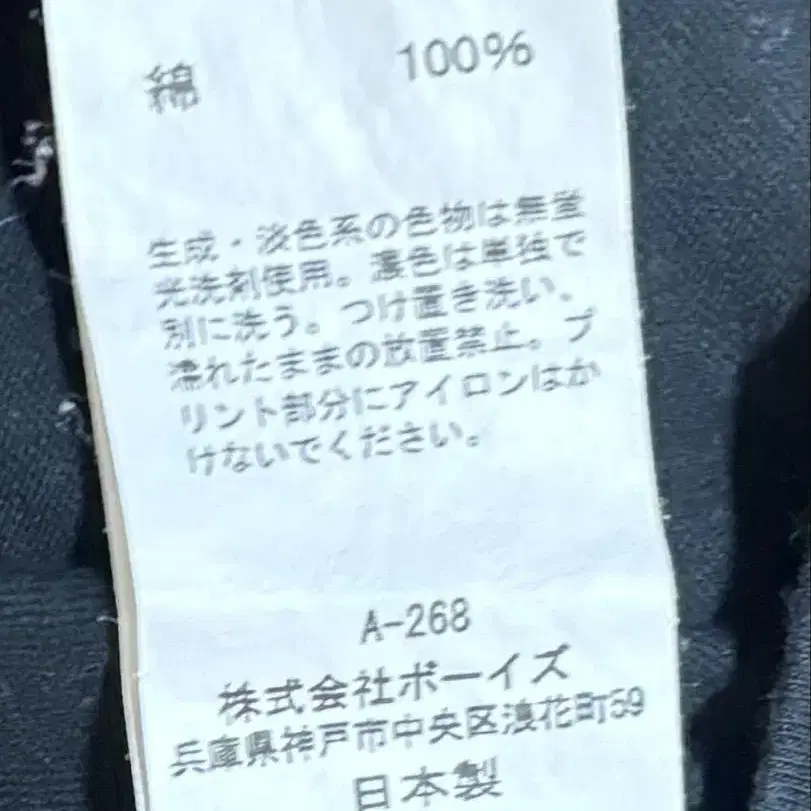 綿 100%
生成・淡色系の色物は無蛍
光洗剤使用。濃色は単独で
別に洗う。つけ置き洗い、
濡れたままの放置禁止。プ
リント部分にアイロンはか
けないでください。
A-268
株式会社ボーイズ
兵庫県神戸市中央区浪花町59
日本製